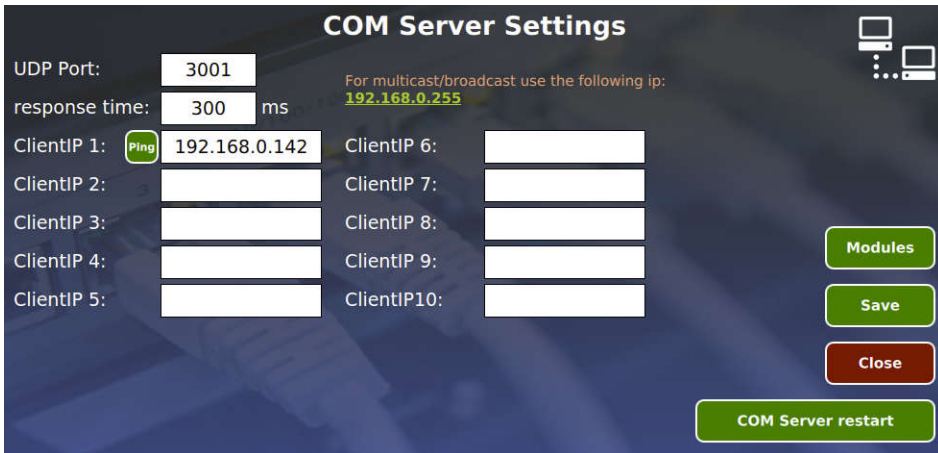 COM Server Settings
UDP Port: 3001
For multicast/broadcast use the following ip:
192.168.0.255
response time: 300 ms
ClientIP 1: Ping 192.168.0.142 ClientIP 6:
ClientIP 2: ClientIP 7:
ClientIP 3: ClientIP 8:
ClientIP 4: ClientIP 9:
ClientIP 5: ClientIP10:
Modules
Save
Close
COM Server restart